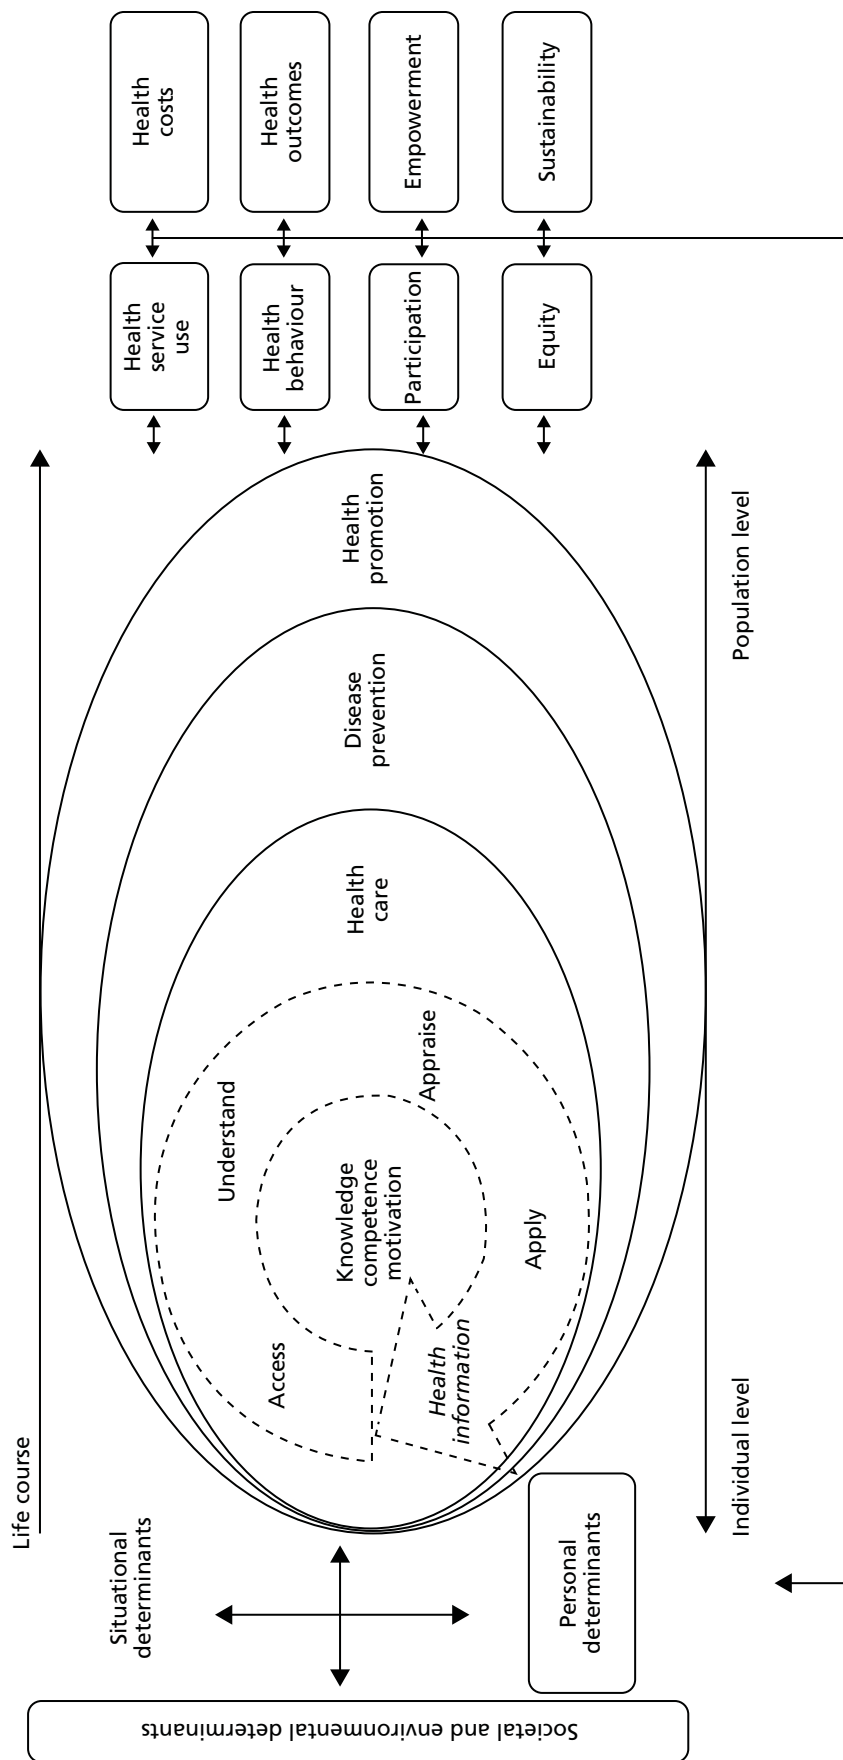 Life course
Societal and environmental determinants
Situational
determinants
Personal
determinants
Access
Understand
Appraise
Apply
Knowledge
competence
motivation
Health
information
Health
care
Disease
prevention
Health
promotion
Individual level
Population level
Health
service
use
Health
costs
Health
behaviour
Health
outcomes
Participation
Empowerment
Equity
Sustainability